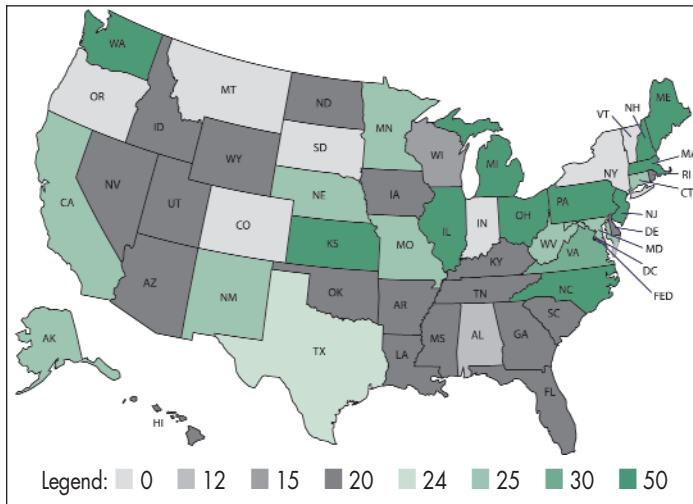 WA
MT
ND
MN
ME
NH
VT
OR
ID
SD
WI
MI
NY
MA
WY
RI
CT
NE
IA
PA
NJ
NV
UT
CO
IL
IN
OH
DE
CA
KS
MO
WV
VA
MD
KY
DC
AZ
NM
OK
AR
TN
NC
FED
MS
AL
GA
SC
AK
TX
LA
HI
FL
Legend: 0 12 15 20 24 25 30 50